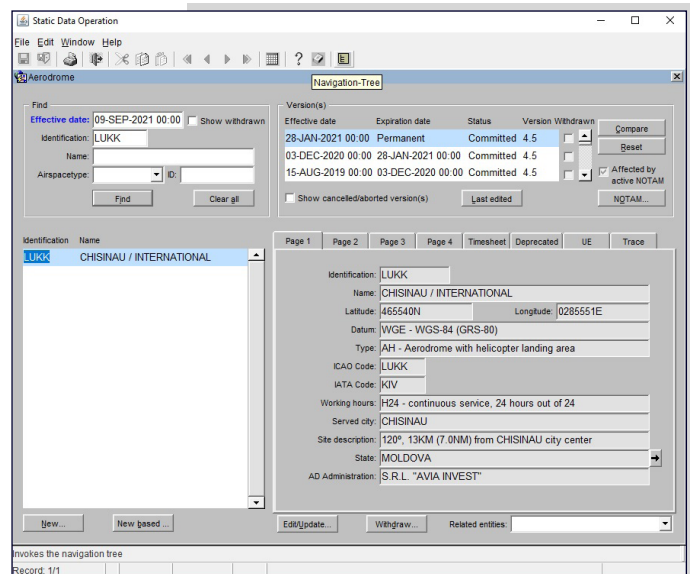 Static Data Operation
File Edit Window Help
Aerodrome
Navigation-Tree
Find
Effective date: 09-SEP-2021 00:00 Show withdrawn
Identification: LUKK
Name:
Airspacetype: ID:
Find Clear all
Version(s)
Effective date Expiration date Status Version Withdrawn
28-JAN-2021 00:00 Permanent Committed 4.5
03-DEC-2020 00:00 28-JAN-2021 00:00 Committed 4.5
15-AUG-2019 00:00 03-DEC-2020 00:00 Committed 4.5
Show cancelled/aborted version(s) Last edited
Compare
Reset
Affected by
active NOTAM
NOTAM...
Identification Name
LUKK CHISINAU / INTERNATIONAL
New... New based ...
Page 1 Page 2 Page 3 Page 4 Timesheet Deprecated UE Trace
Identification: LUKK
Name: CHISINAU / INTERNATIONAL
Latitude: 465540N Longitude: 0285551E
Datum: WGE - WGS-84 (GRS-80)
Type: AH - Aerodrome with helicopter landing area
ICAO Code: LUKK
IATA Code: KIV
Working hours: H24 - continuous service, 24 hours out of 24
Served city: CHISINAU
Site description: 120º, 13KM (7.0NM) from CHISINAU city center
State: MOLDOVA
AD Administration: S.R.L. "AVIA INVEST"
Edit/Update... Withdraw... Related entities:
Invokes the navigation tree
Record: 1/1